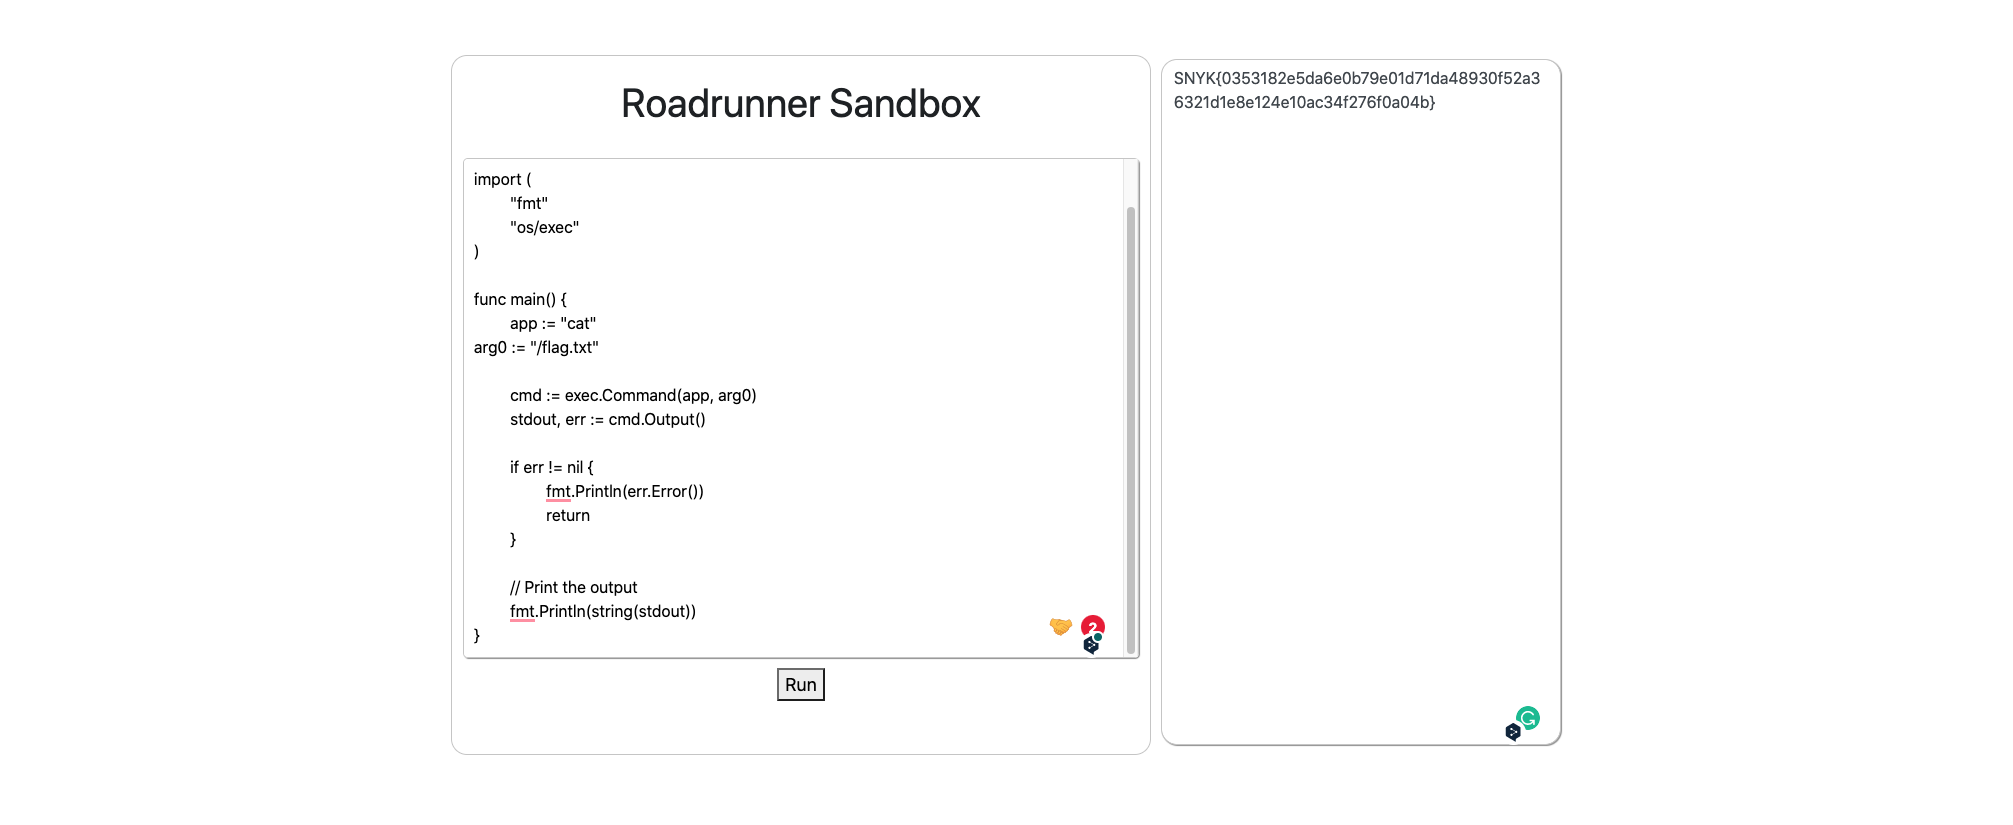 Roadrunner Sandbox
import (
"fmt"
"os/exec"
)
func main() {
app := "cat"
arg0 := "/flag.txt"
cmd := exec.Command(app, arg0)
stdout, err := cmd.Output()
if err != nil {
fmt.Println(err.Error())
return
}
// Print the output
fmt.Println(string(stdout))
}
2
Run
SNYK{0353182e5da6e0b79e01d71da48930f52a3
6321d1e8e124e10ac34f276f0a04b}